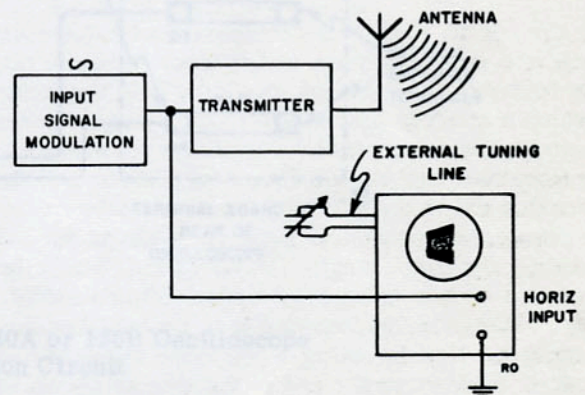 ANTENNA
INPUT
SIGNAL
MODULATION
TRANSMITTER
EXTERNAL TUNING
LINE
HORIZ
INPUT
RO